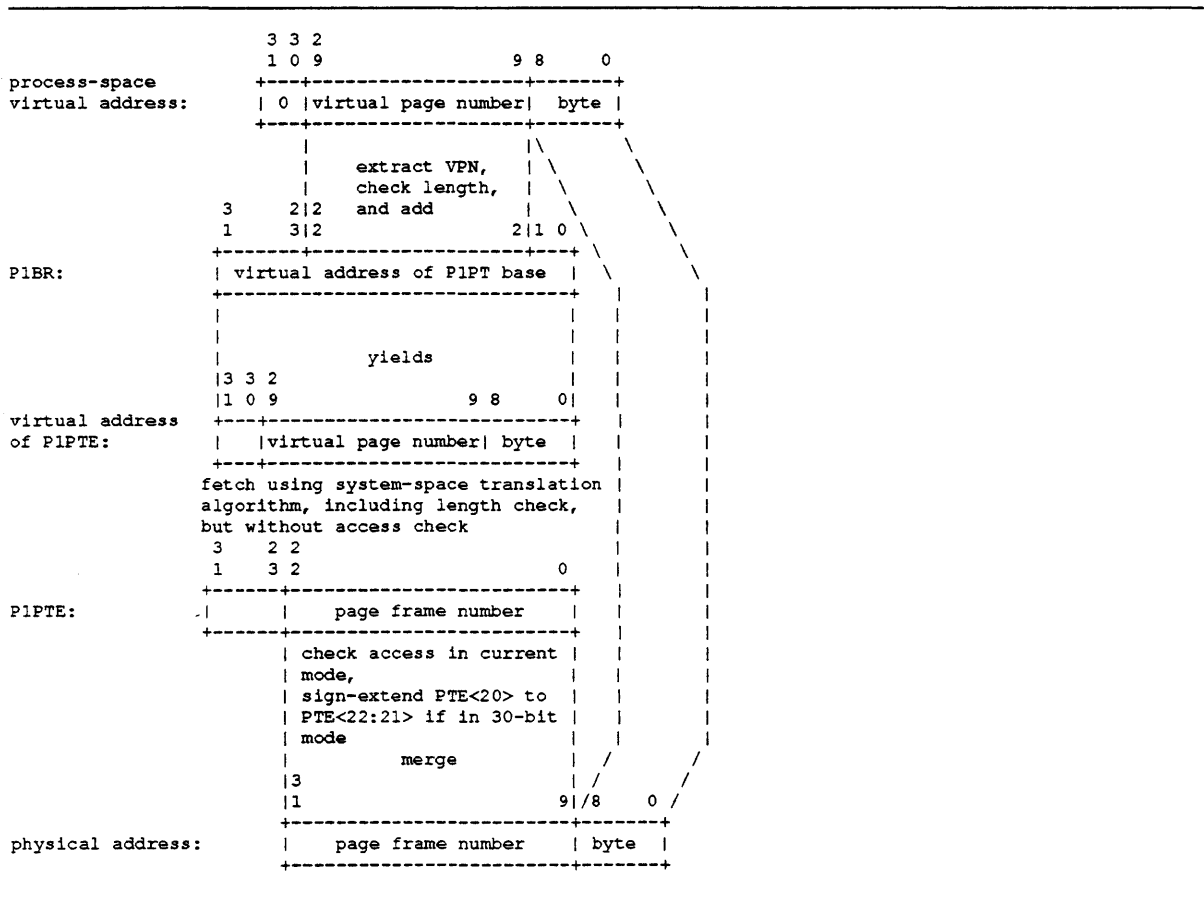 3 3 2
1 0 9 9 8 0
process-space
virtual address: | 0 |virtual page number| byte |
extract VPN,
check length,
3 2|2 and add
1 3|2 2|1 0
P1BR: | virtual address of P1PT base |
yields
|3 3 2
|1 0 9 9 8 0|
virtual address
of P1PTE: | |virtual page number| byte |
fetch using system-space translation
algorithm, including length check,
but without access check
3 2 2
1 3 2 0
P1PTE: | | page frame number |
| check access in current |
| mode,
| sign-extend PTE<20> to |
| PTE<22:21> if in 30-bit |
| mode
merge
|3
|1 9|/8 0 /
physical address: | page frame number | byte |